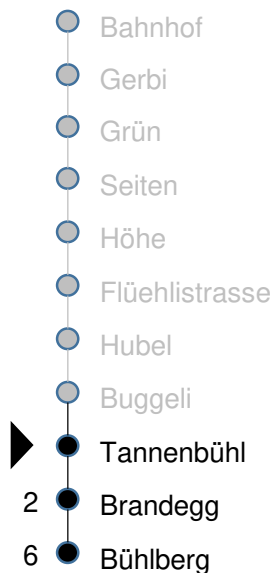 Bahnhof
Gerbi
Grün
Seiten
Höhe
Flüehlistrasse
Hubel
Buggeli
Tannenbühl
2 Brandegg
6 Bühlberg